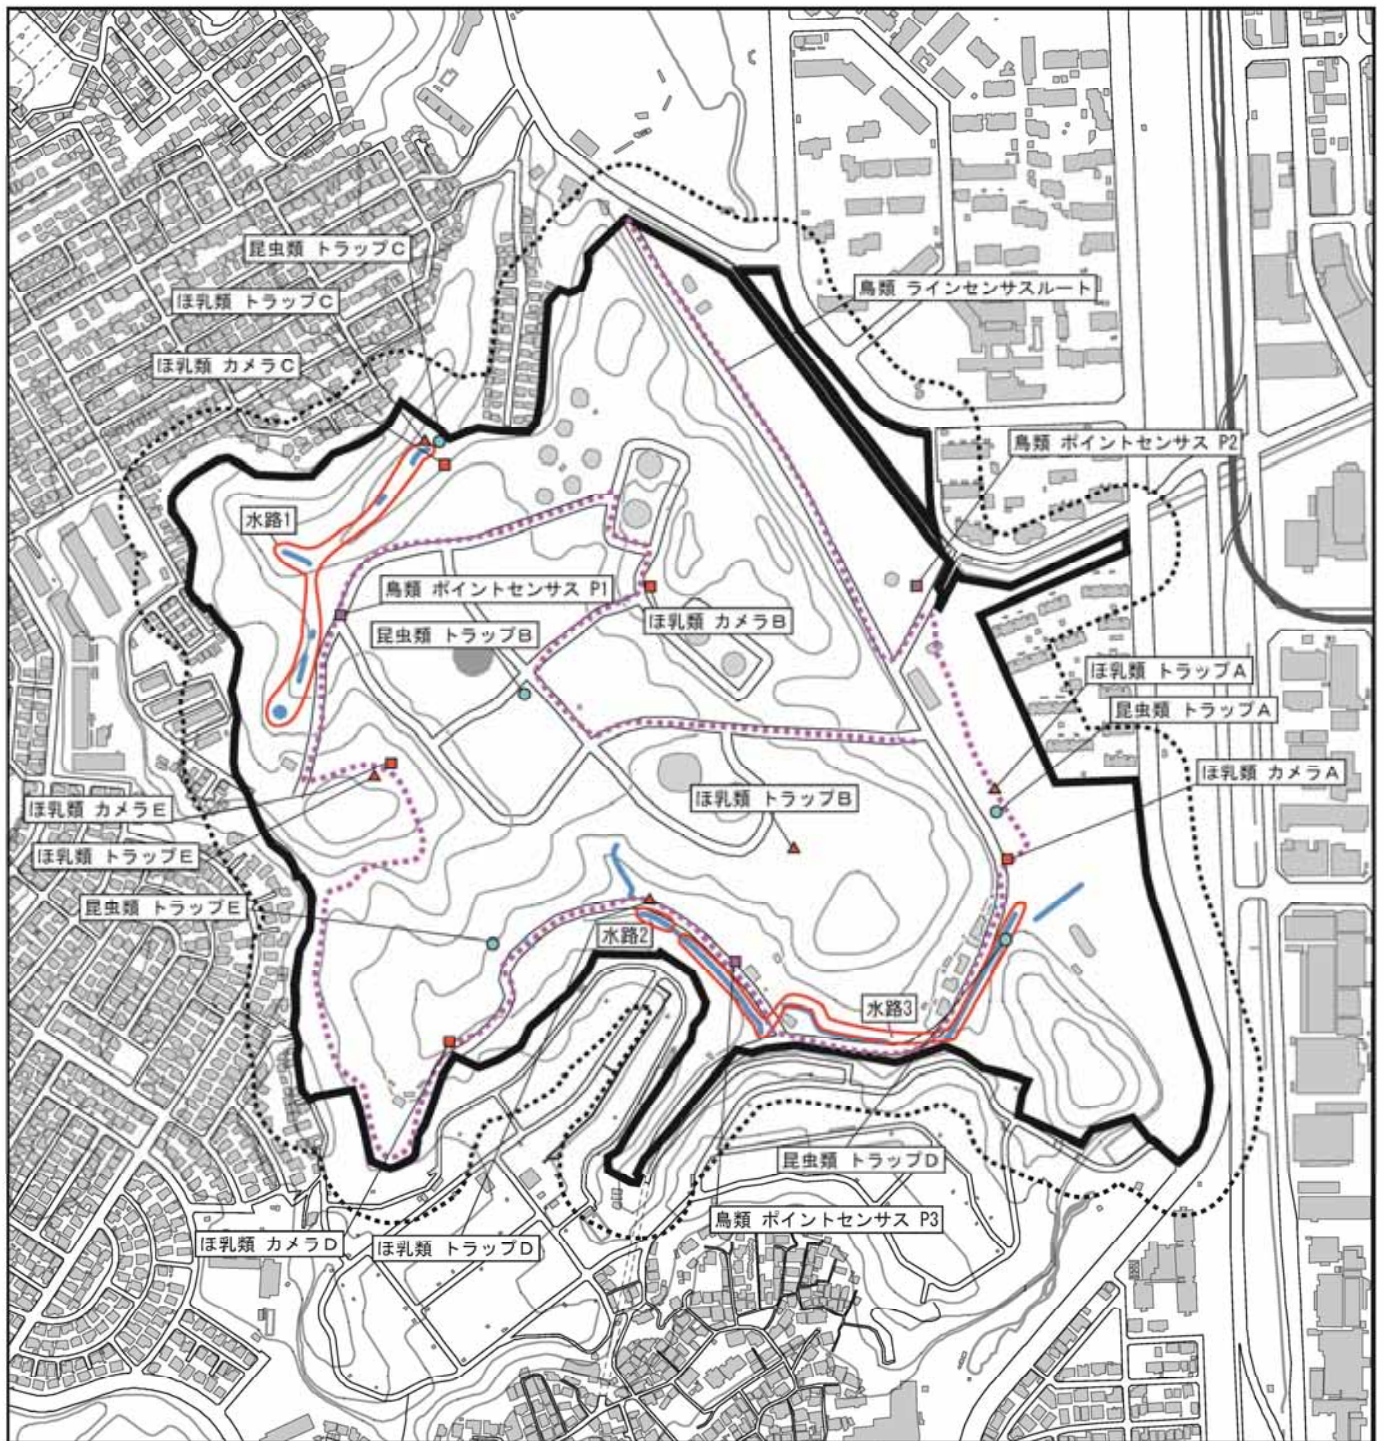 昆虫類 トラップC
ほ乳類 トラップC
鳥類 ラインセンサスルート
ほ乳類 カメラC
鳥類 ポイントセンサス P2
水路1
鳥類 ポイントセンサス P1
昆虫類 トラップB
ほ乳類 カメラB
ほ乳類 トラップA
昆虫類 トラップA
ほ乳類 カメラA
ほ乳類 カメラE
ほ乳類 トラップB
ほ乳類 トラップE
昆虫類 トラップE
水路2
水路3
昆虫類 トラップD
鳥類 ポイントセンサス P3
ほ乳類 カメラD
ほ乳類 トラップD